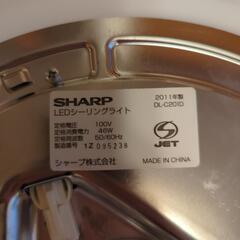 SHARP
LEDシーリングライト
2011年製
DL-C201D
定格電圧 100V
定格消費電力 46W
定格周波数 50/60Hz
製造番号 1Z 095238
JET
シャープ株式会社
MADE IN CHINA